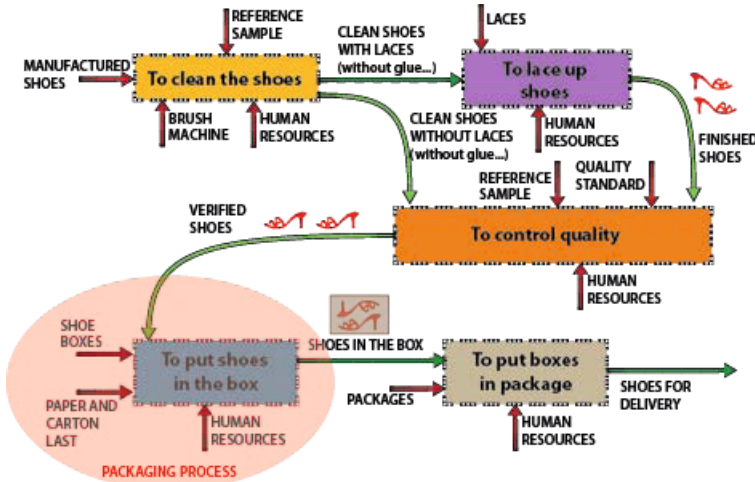 REFERENCE
SAMPLE
MANUFACTURED
SHOES
To clean the shoes
BRUSH
MACHINE
HUMAN
RESOURCES
CLEAN SHOES
WITH LACES
(without glue...)
LACES
To lace up
shoes
HUMAN
RESOURCES
CLEAN SHOES
WITHOUT LACES
(without glue...)
FINISHED
SHOES
REFERENCE
SAMPLE
QUALITY
STANDARD
To control quality
HUMAN
RESOURCES
VERIFIED
SHOES
SHOE
BOXES
PAPER AND
CARTON
LAST
To put shoes
in the box
HUMAN
RESOURCES
PACKAGING PROCESS
SHOES IN THE BOX
PACKAGES
To put boxes
in package
HUMAN
RESOURCES
SHOES FOR
DELIVERY